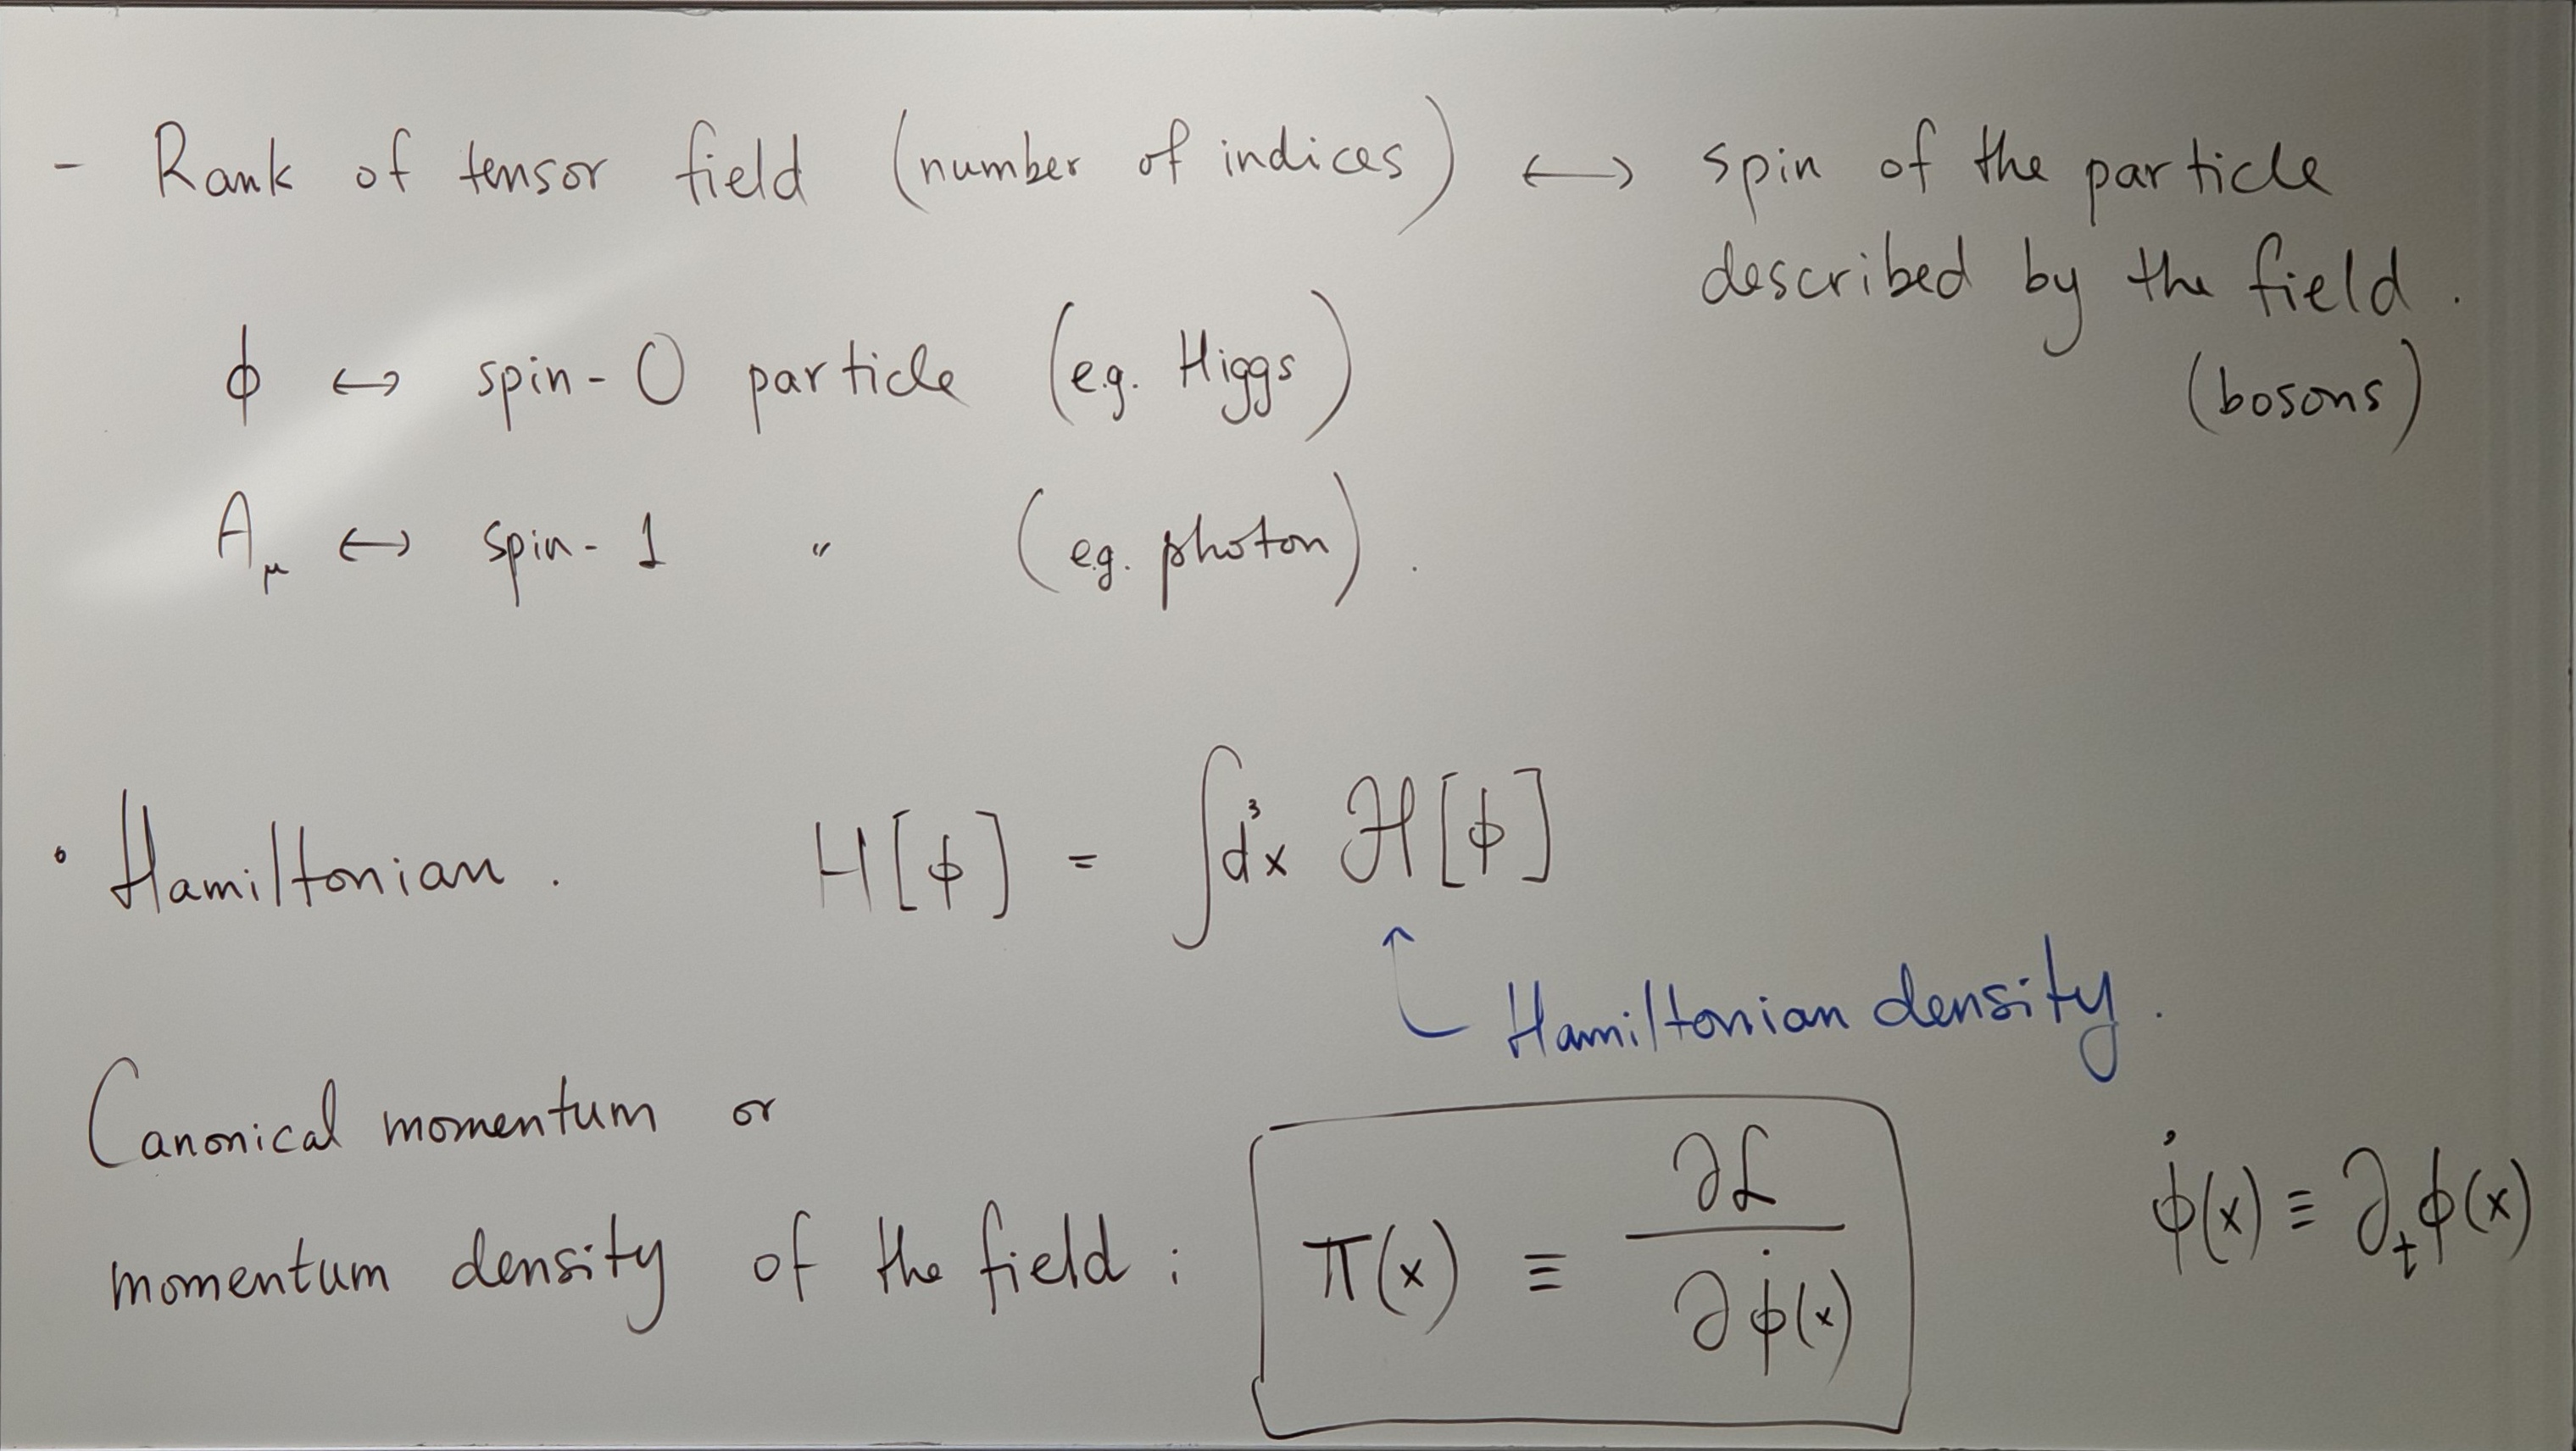 - Rank of tensor field (number of indices) ↔ spin of the particle
described by the field.
(bosons)
ϕ ↔ spin-0 particle (e.g. Higgs)
A_μ ↔ spin-1 〃 (e.g. photon).
• Hamiltonian. H[ϕ] = ∫d³x ℋ[ϕ]
Hamiltonian density.
Canonical momentum or
momentum density of the field : π(x) ≡ ∂ℒ/∂ϕ̇(x) ϕ̇(x) ≡ ∂_t ϕ(x)